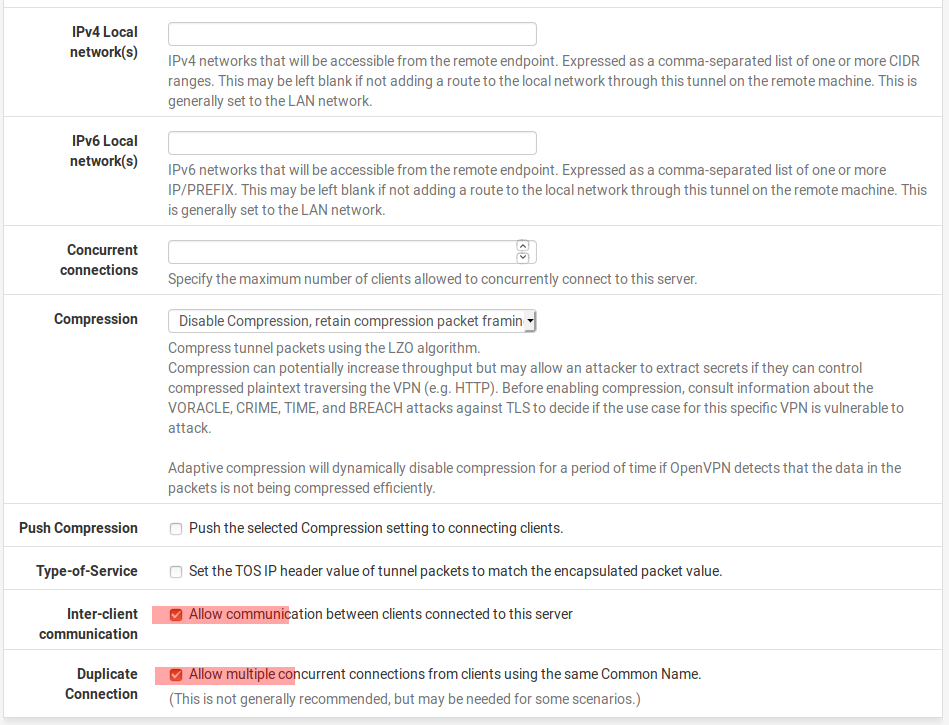 IPv4 Local
network(s)
IPv4 networks that will be accessible from the remote endpoint. Expressed as a comma-separated list of one or more CIDR
ranges. This may be left blank if not adding a route to the local network through this tunnel on the remote machine. This is
generally set to the LAN network.
IPv6 Local
network(s)
IPv6 networks that will be accessible from the remote endpoint. Expressed as a comma-separated list of one or more
IP/PREFIX. This may be left blank if not adding a route to the local network through this tunnel on the remote machine. This
is generally set to the LAN network.
Concurrent
connections
Specify the maximum number of clients allowed to concurrently connect to this server.
Compression
Disable Compression, retain compression packet framin
Compress tunnel packets using the LZO algorithm.
Compression can potentially increase throughput but may allow an attacker to extract secrets if they can control
compressed plaintext traversing the VPN (e.g. HTTP). Before enabling compression, consult information about the
VORACLE, CRIME, TIME, and BREACH attacks against TLS to decide if the use case for this specific VPN is vulnerable to
attack.
Adaptive compression will dynamically disable compression for a period of time if OpenVPN detects that the data in the
packets is not being compressed efficiently.
Push Compression
Push the selected Compression setting to connecting clients.
Type-of-Service
Set the TOS IP header value of tunnel packets to match the encapsulated packet value.
Inter-client
communication
Allow communication between clients connected to this server
Duplicate
Connection
Allow multiple concurrent connections from clients using the same Common Name.
(This is not generally recommended, but may be needed for some scenarios.)